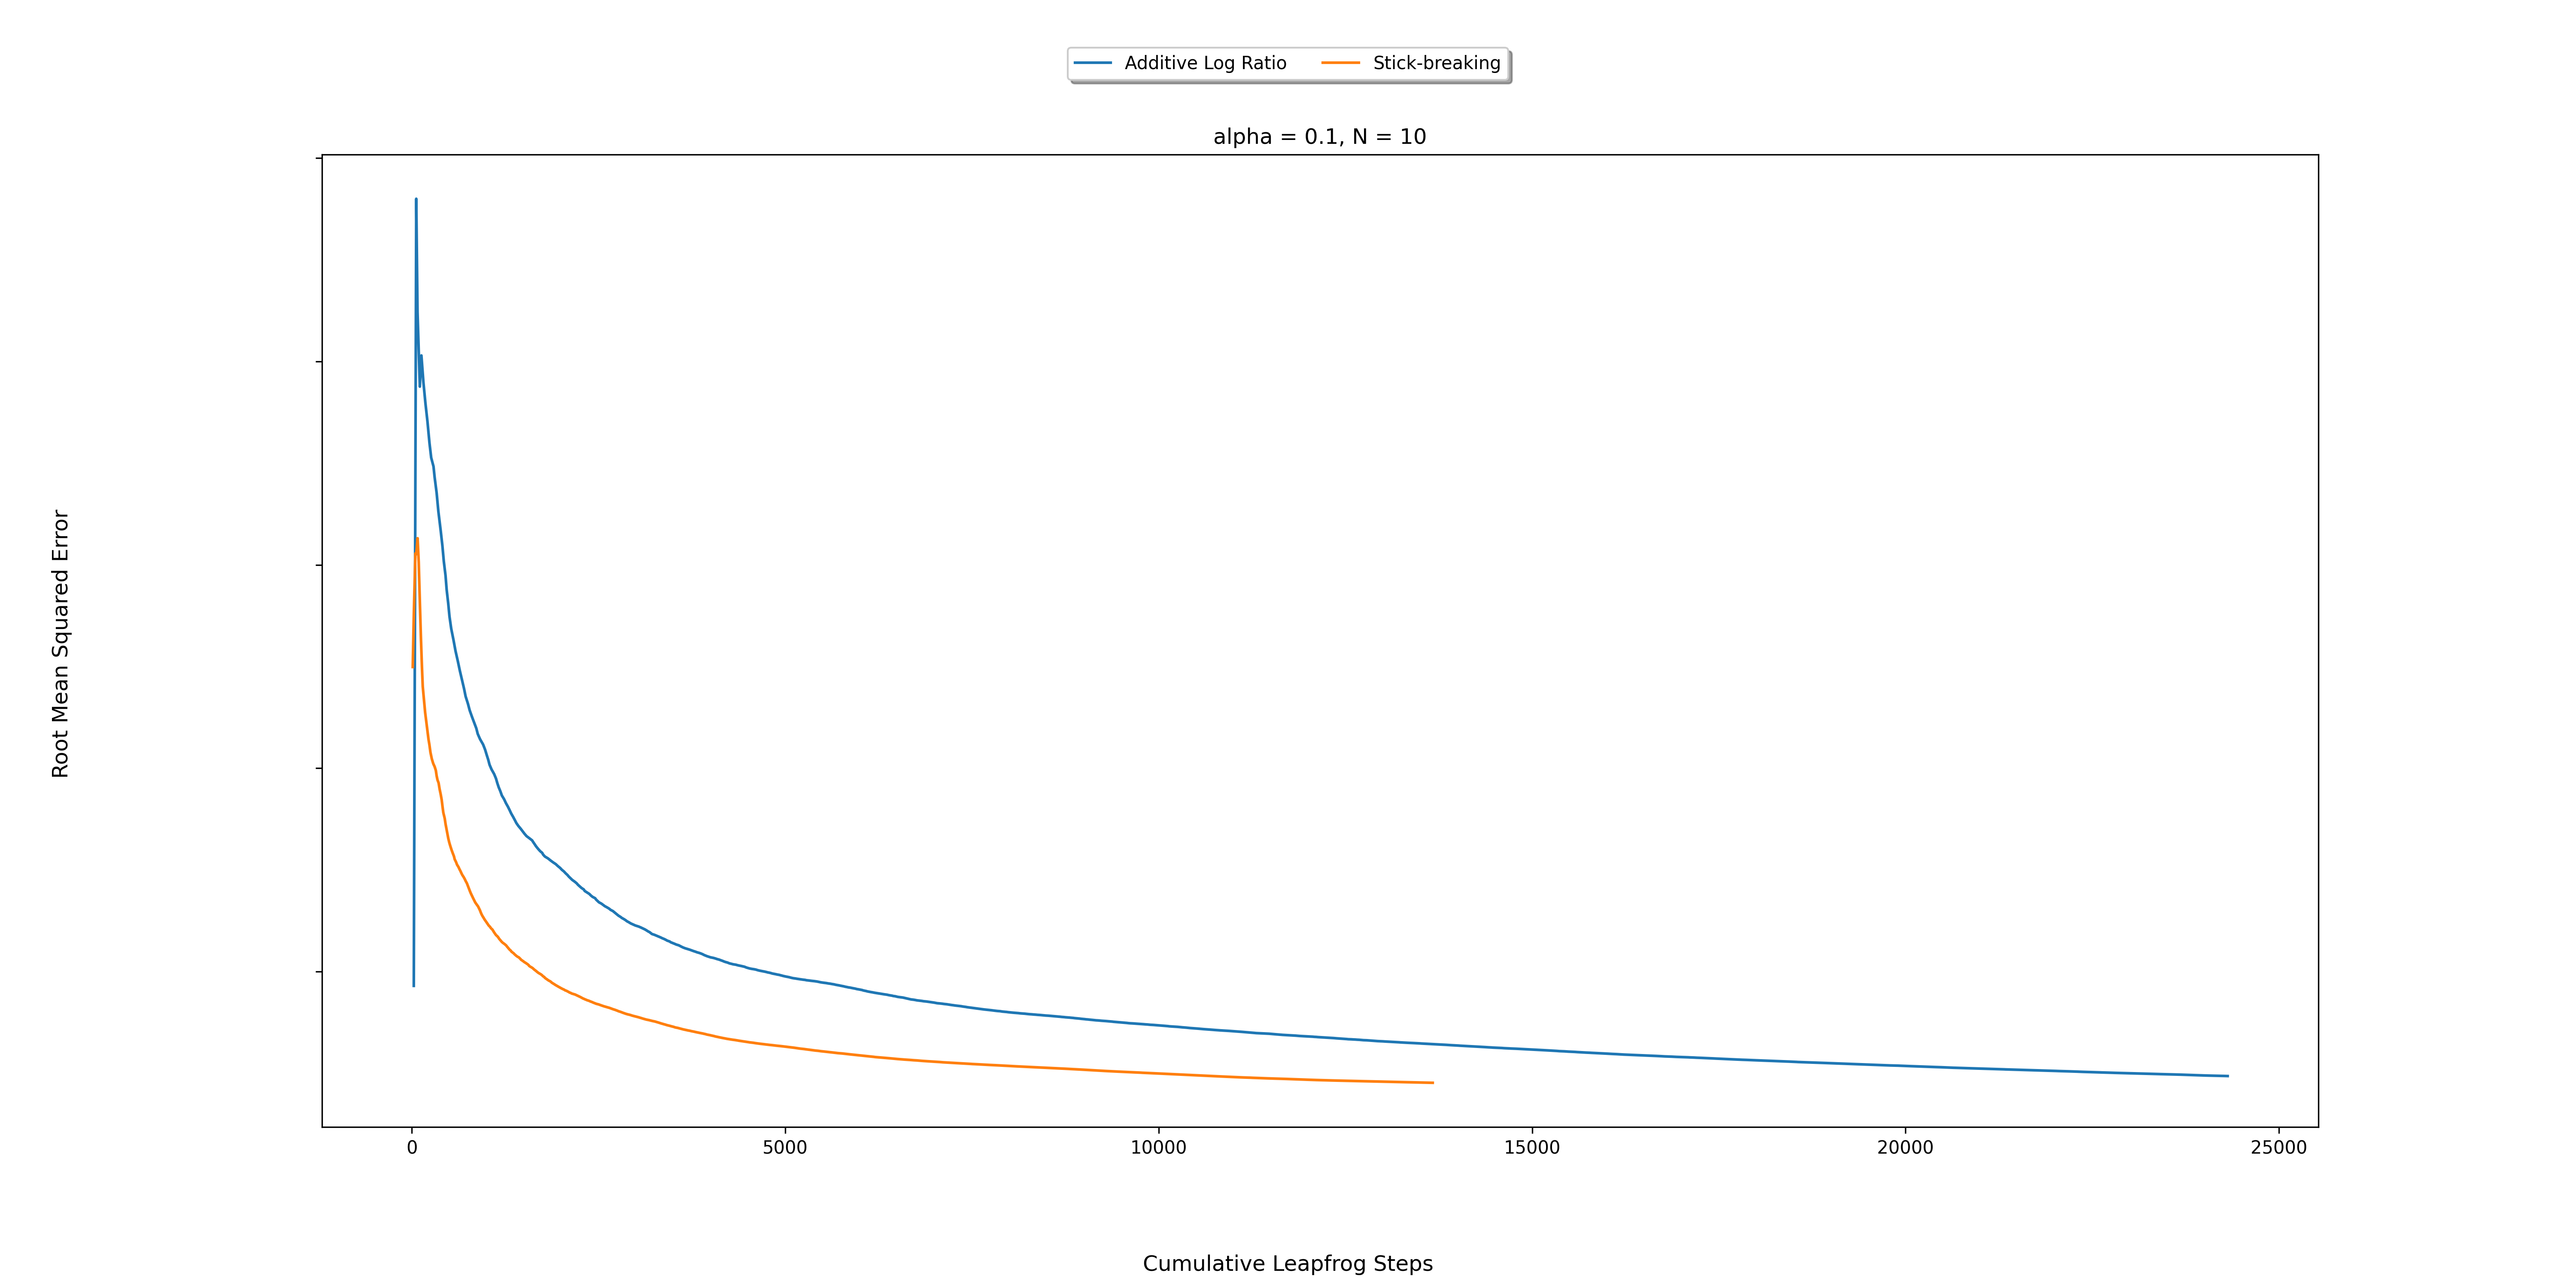 Additive Log Ratio Stick-breaking
alpha = 0.1, N = 10
Root Mean Squared Error
0 5000 10000 15000 20000 25000
Cumulative Leapfrog Steps